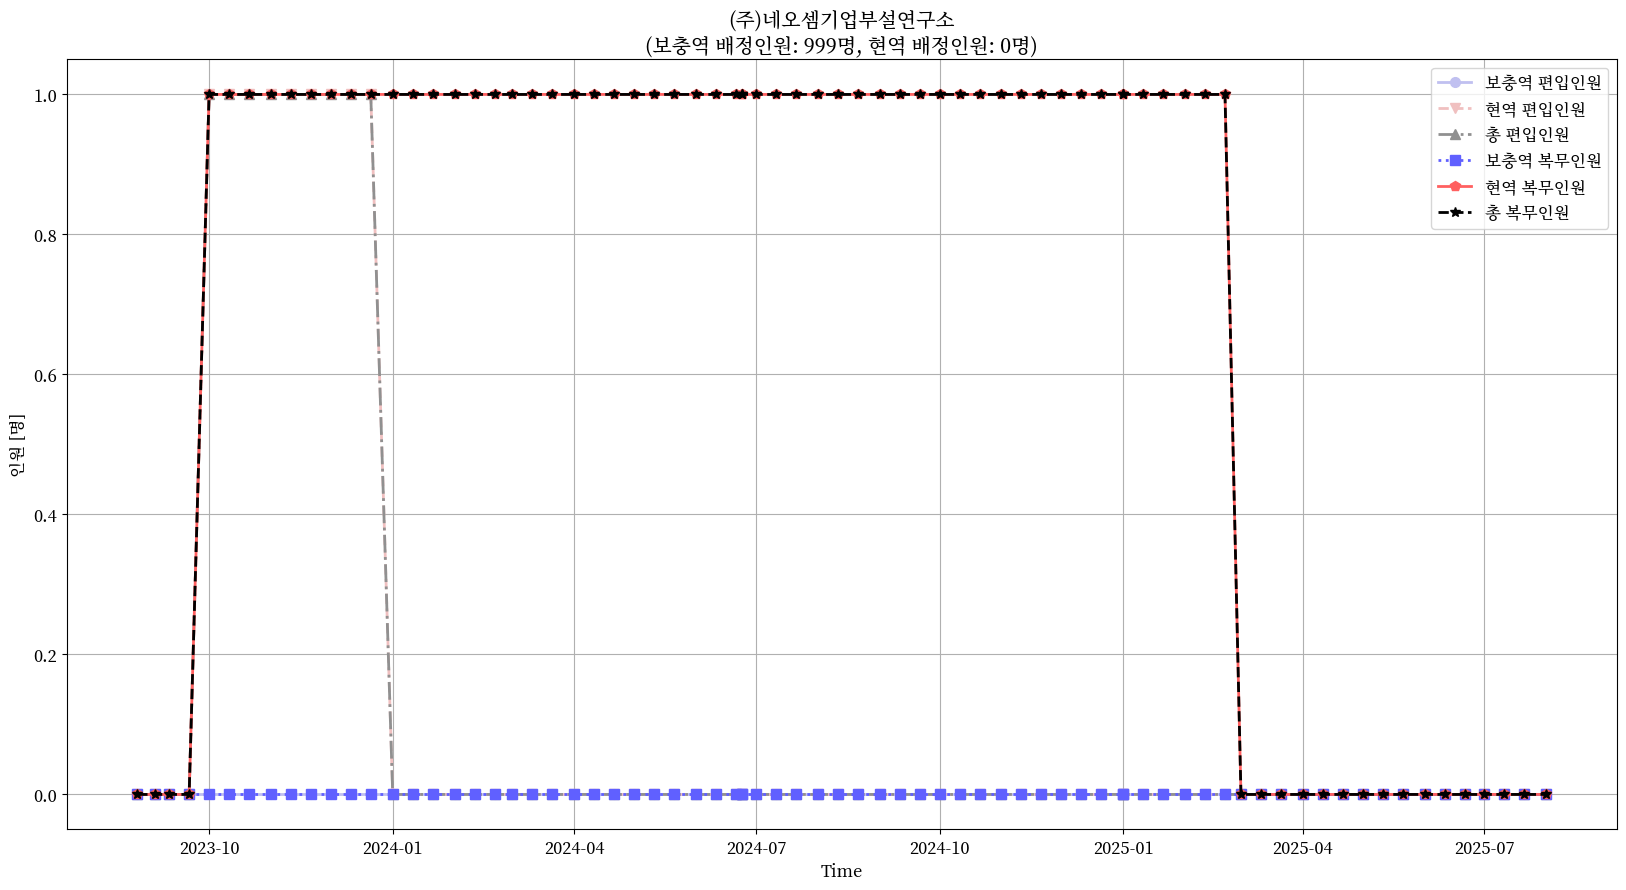 (주)네오셈기업부설연구소
(보충역 배정인원: 999명, 현역 배정인원: 0명)
보충역 편입인원
현역 편입인원
총 편입인원
보충역 복무인원
현역 복무인원
총 복무인원
인원 [명]
1.0
0.8
0.6
0.4
0.2
0.0
2023-10
2024-01
2024-04
2024-07
2024-10
2025-01
2025-04
2025-07
Time